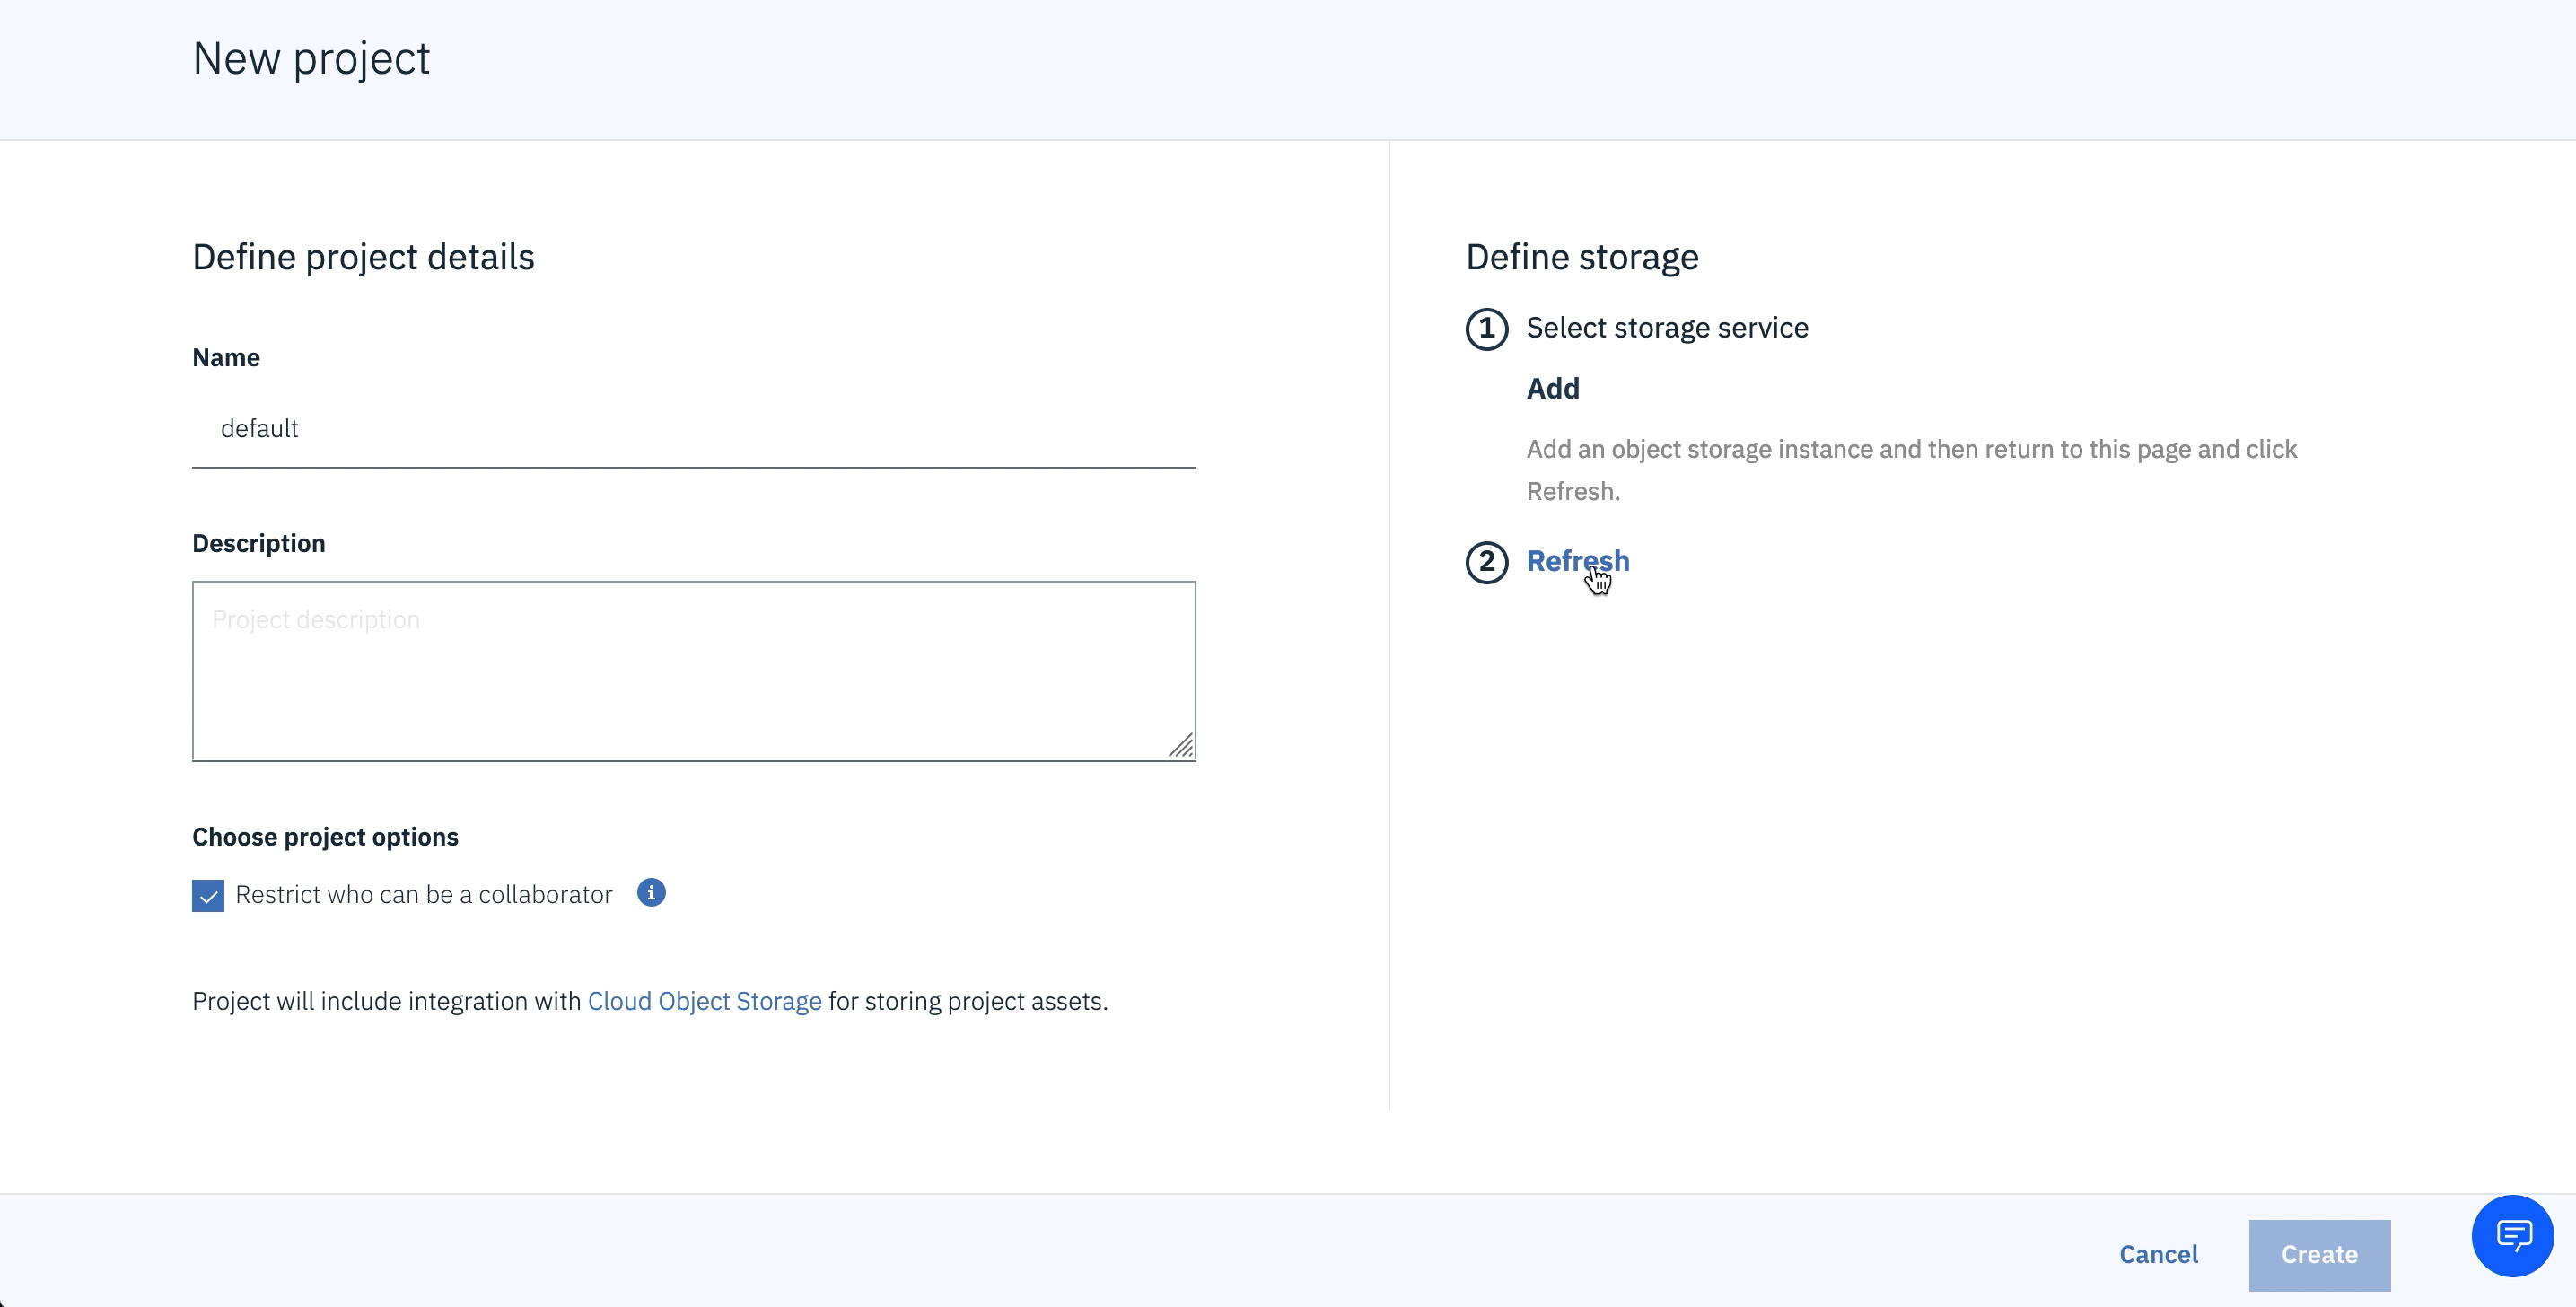 New project
Define project details
Name
default
Description
Project description
Choose project options
Restrict who can be a collaborator
Project will include integration with Cloud Object Storage for storing project assets.
Define storage
1 Select storage service
Add
Add an object storage instance and then return to this page and click
Refresh.
2 Refresh
Cancel
Create